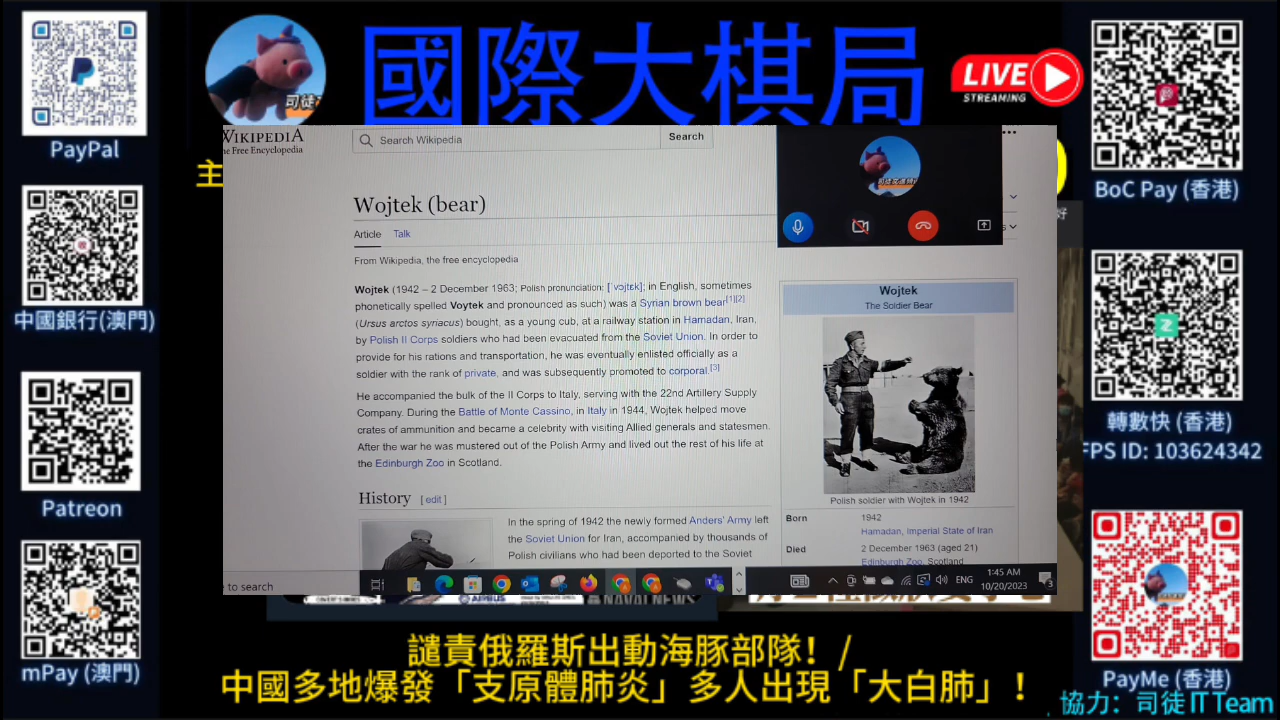 國際大棋局
LIVE
STREAMING
司徒
主
好
PayPal
中國銀行(澳門)
Patreon
mPay (澳門)
BoC Pay (香港)
轉數快 (香港)
FPS ID: 103624342
PayMe (香港)
WIKIPEDIA
The Free Encyclopedia
Search Wikipedia
Search
Wojtek (bear)
Article
Talk
From Wikipedia, the free encyclopedia
Wojtek (1942 – 2 December 1963; Polish pronunciation: [ˈvɔjtɛk]; in English, sometimes
phonetically spelled Voytek and pronounced as such) was a Syrian brown bear[1][2]
(Ursus arctos syriacus) bought, as a young cub, at a railway station in Hamadan, Iran,
by Polish II Corps soldiers who had been evacuated from the Soviet Union. In order to
provide for his rations and transportation, he was eventually enlisted officially as a
soldier with the rank of private, and was subsequently promoted to corporal.[3]
He accompanied the bulk of the II Corps to Italy, serving with the 22nd Artillery Supply
Company. During the Battle of Monte Cassino, in Italy in 1944, Wojtek helped move
crates of ammunition and became a celebrity with visiting Allied generals and statesmen.
After the war he was mustered out of the Polish Army and lived out the rest of his life at
the Edinburgh Zoo in Scotland.
History [ edit ]
In the spring of 1942 the newly formed Anders' Army left
the Soviet Union for Iran, accompanied by thousands of
Polish civilians who had been deported to the Soviet
Wojtek
The Soldier Bear
Polish soldier with Wojtek in 1942
Born 1942
Hamadan, Imperial State of Iran
Died 2 December 1963 (aged 21)
Edinburgh Zoo, Scotland
to search
ENG
1:45 AM
10/20/2023
3
AIRBUS
NAVAL NEWS
譴責俄羅斯出動海豚部隊！/
中國多地爆發「支原體肺炎」多人出現「大白肺」！
協力：司徒 IT Team